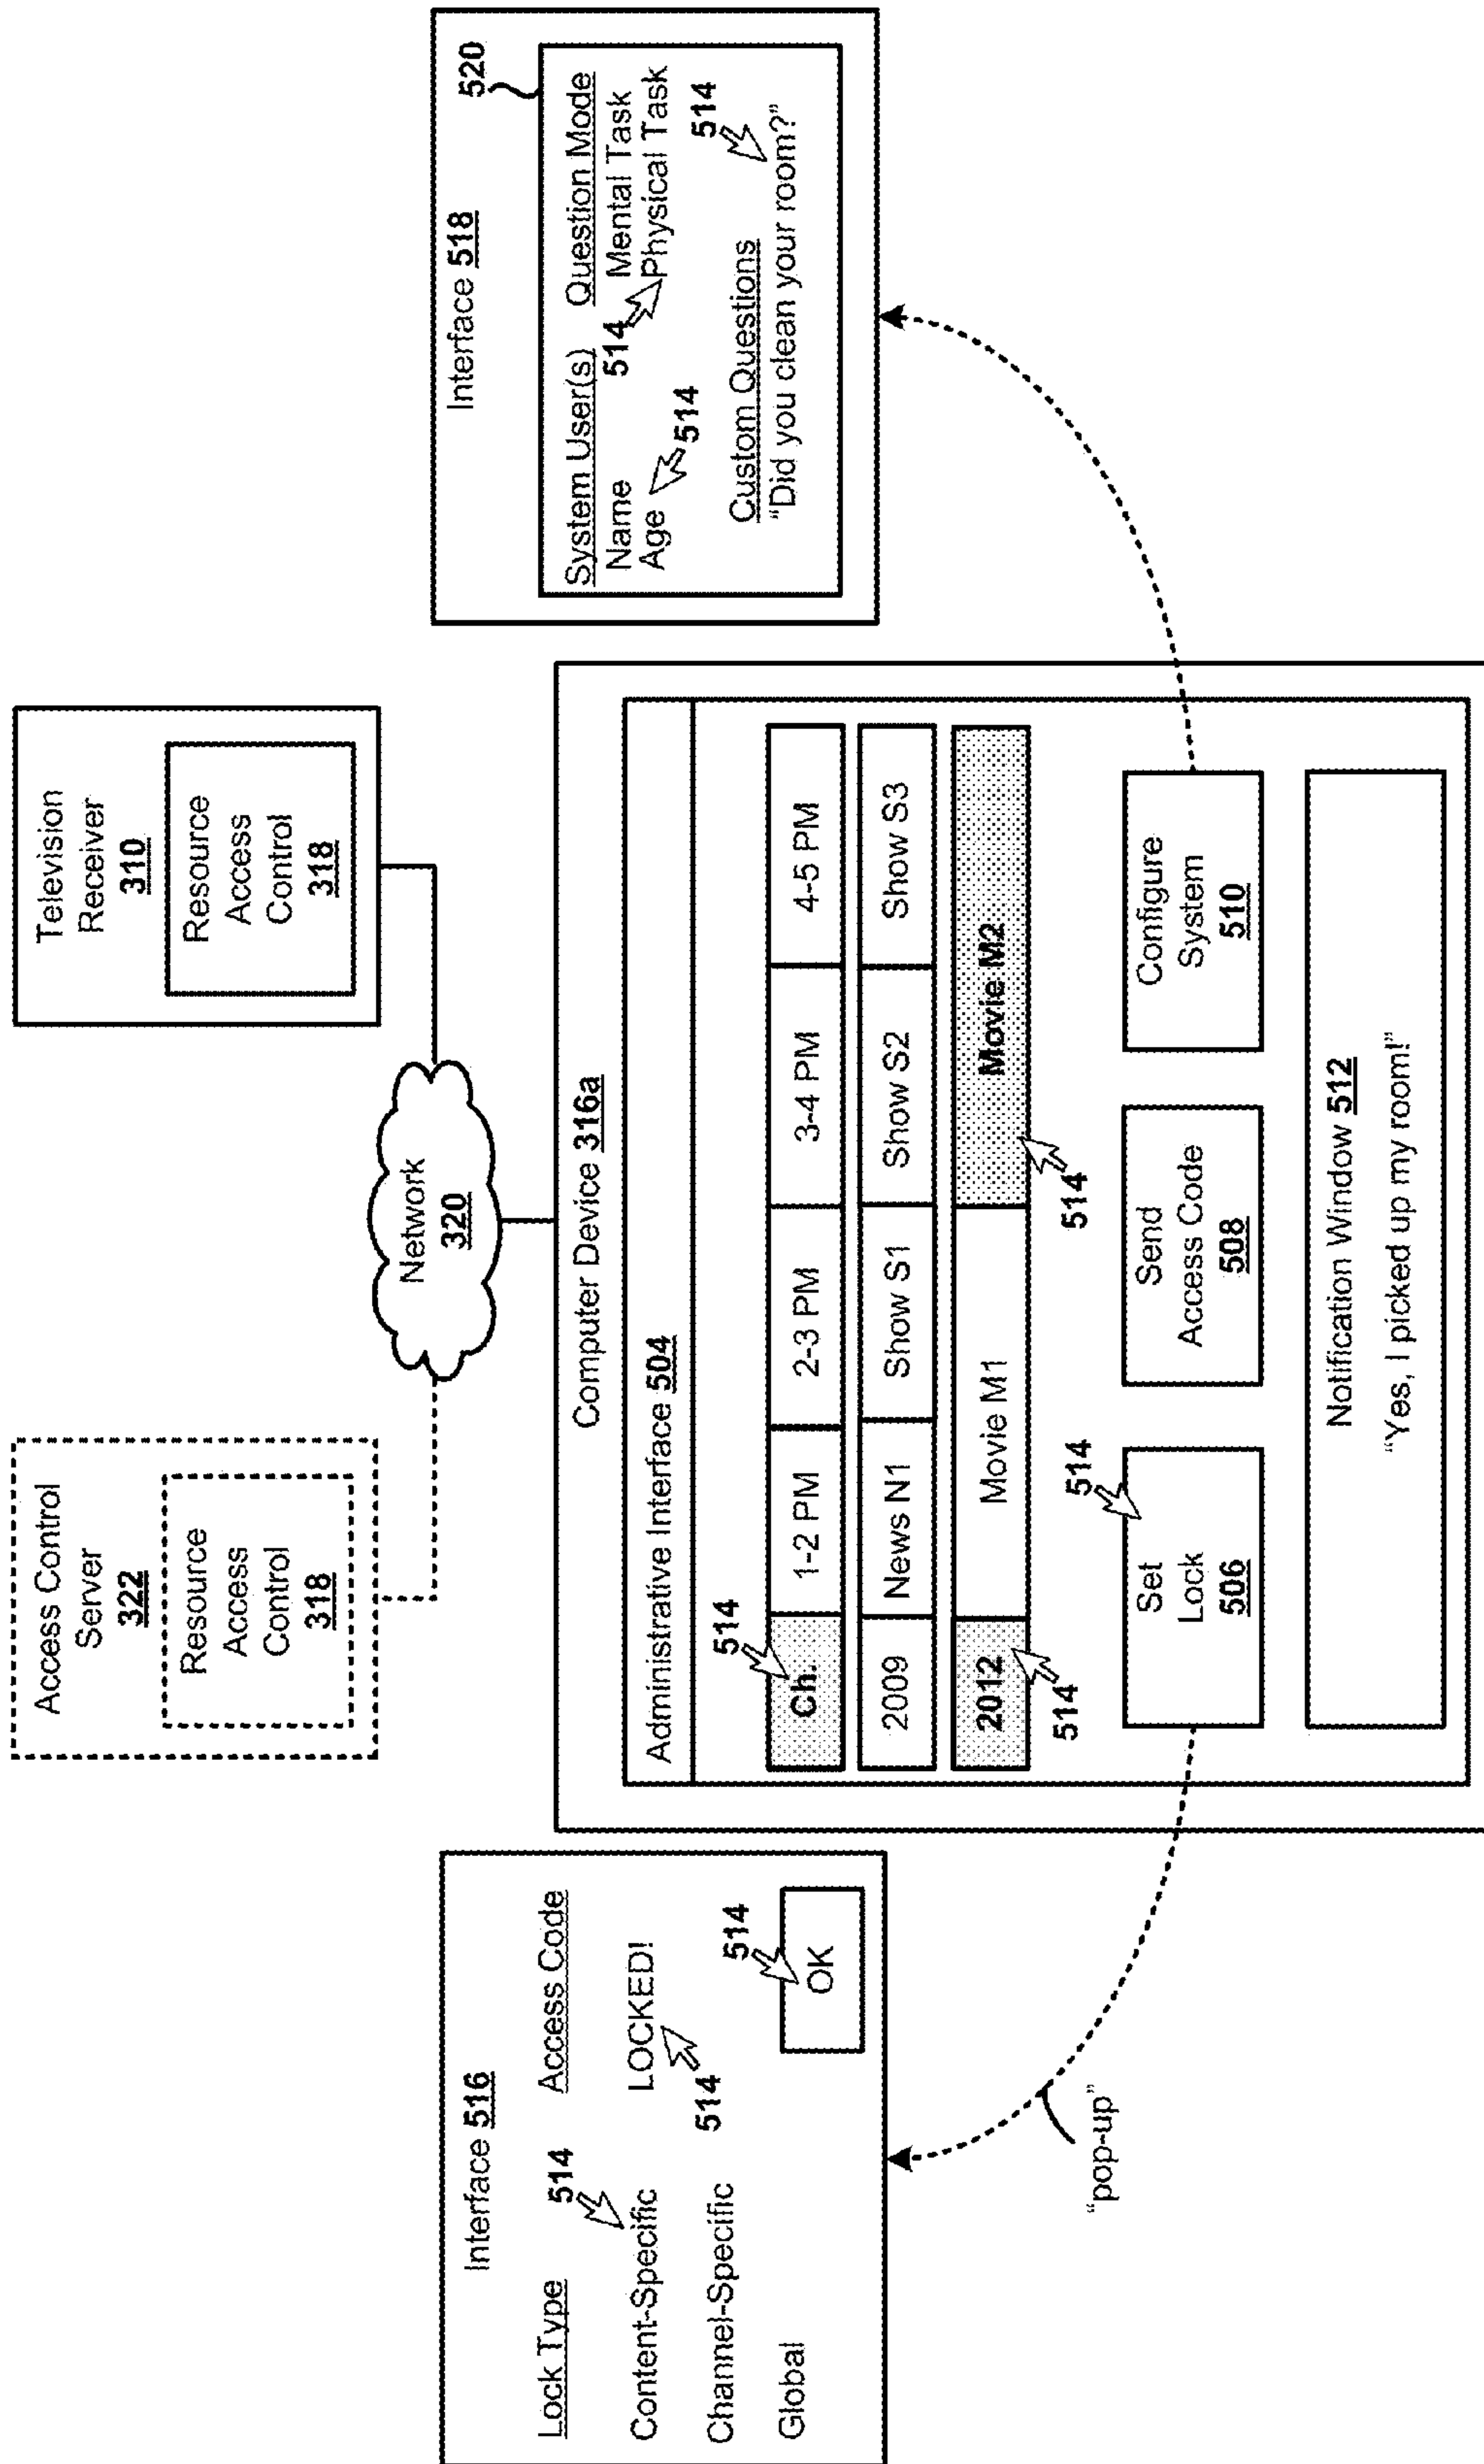 Access Control
Server
322
Resource
Access
Control
318
Television
Receiver
310
Resource
Access
Control
318
Network
320
Interface 516
Lock Type
Access Code
514
Content-Specific
LOCKED!
514
Channel-Specific
514
Global
OK
"pop-up"
Computer Device 316a
Administrative Interface 504
514
Ch.
1-2 PM
2-3 PM
3-4 PM
4-5 PM
2009
News N1
Show S1
Show S2
Show S3
2012
Movie M1
Movie M2
514
514
514
Set
Lock
506
Send
Access Code
508
Configure
System
510
Notification Window 512
"Yes, I picked up my room!"
Interface 518
520
System User(s)
Question Mode
Name
514
Mental Task
Age
Physical Task
514
514
Custom Questions
"Did you clean your room?"